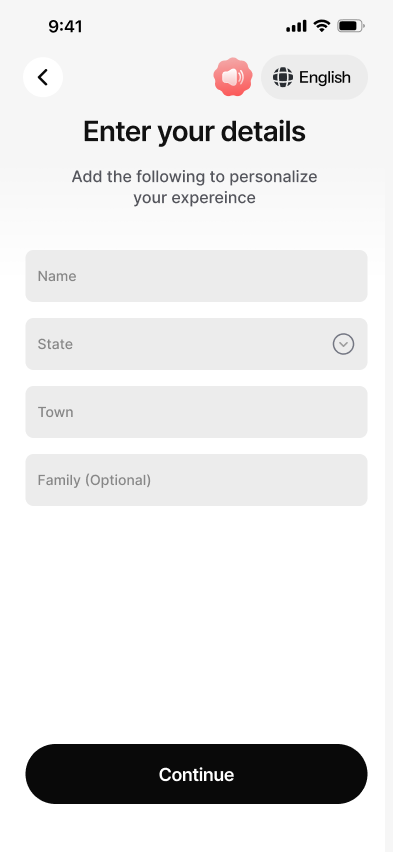 9:41
English
Enter your details
Add the following to personalize
your expereince
Name
State
Town
Family (Optional)
Continue